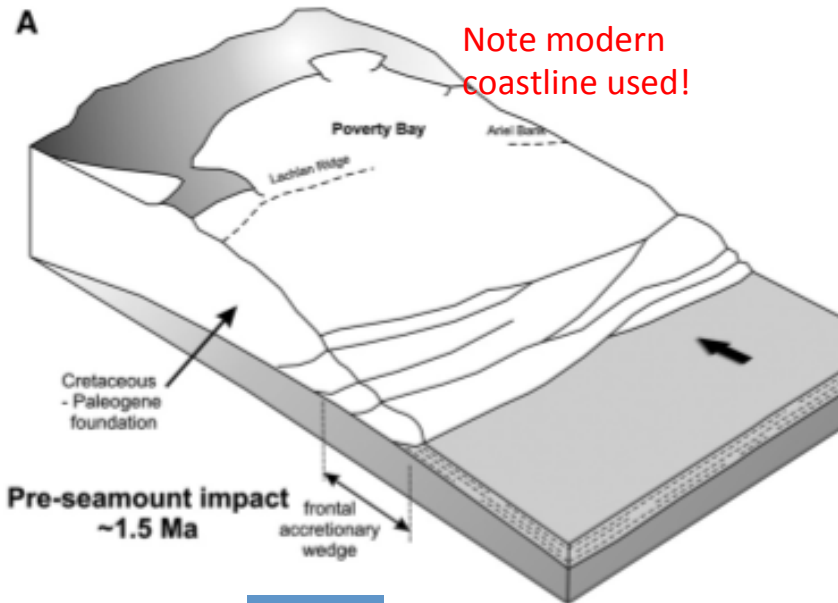 A
Note modern
coastline used!
Poverty Bay
Ariel Bank
Lachlan Ridge
Cretaceous
- Paleogene
foundation
Pre-seamount impact
~1.5 Ma
frontal
accretionary
wedge